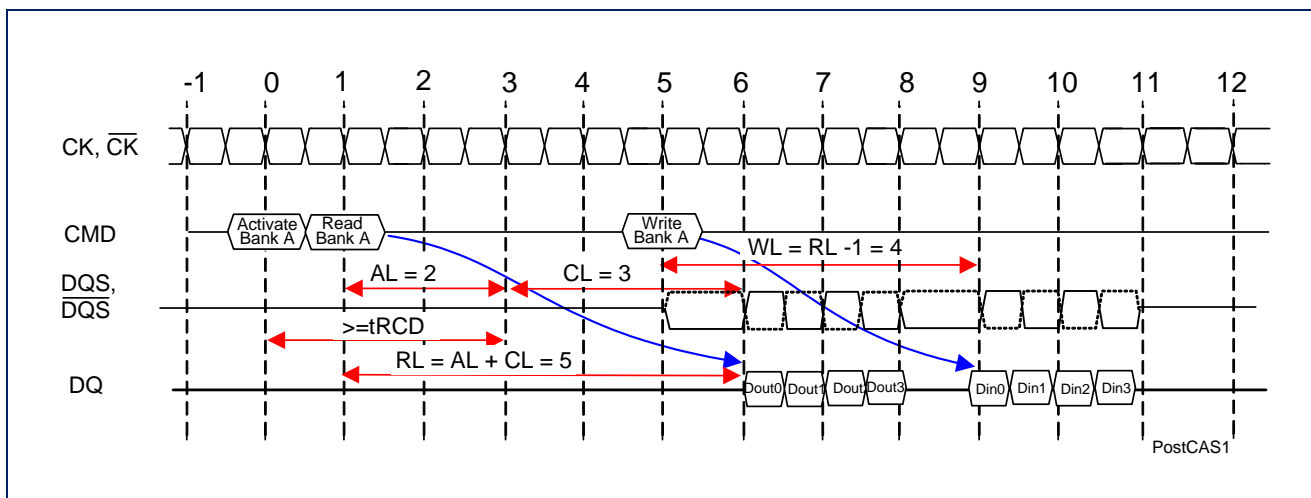 -1 0 1 2 3 4 5 6 7 8 9 10 11 12
CK, CK
CMD
Activate
Bank A
Read
Bank A
Write
Bank A
WL = RL -1 = 4
AL = 2
CL = 3
DQS,
DQS
>=tRCD
RL = AL + CL = 5
DQ
Dout0 Dout1 Dout Dout3 Din0 Din1 Din2 Din3
PostCAS1